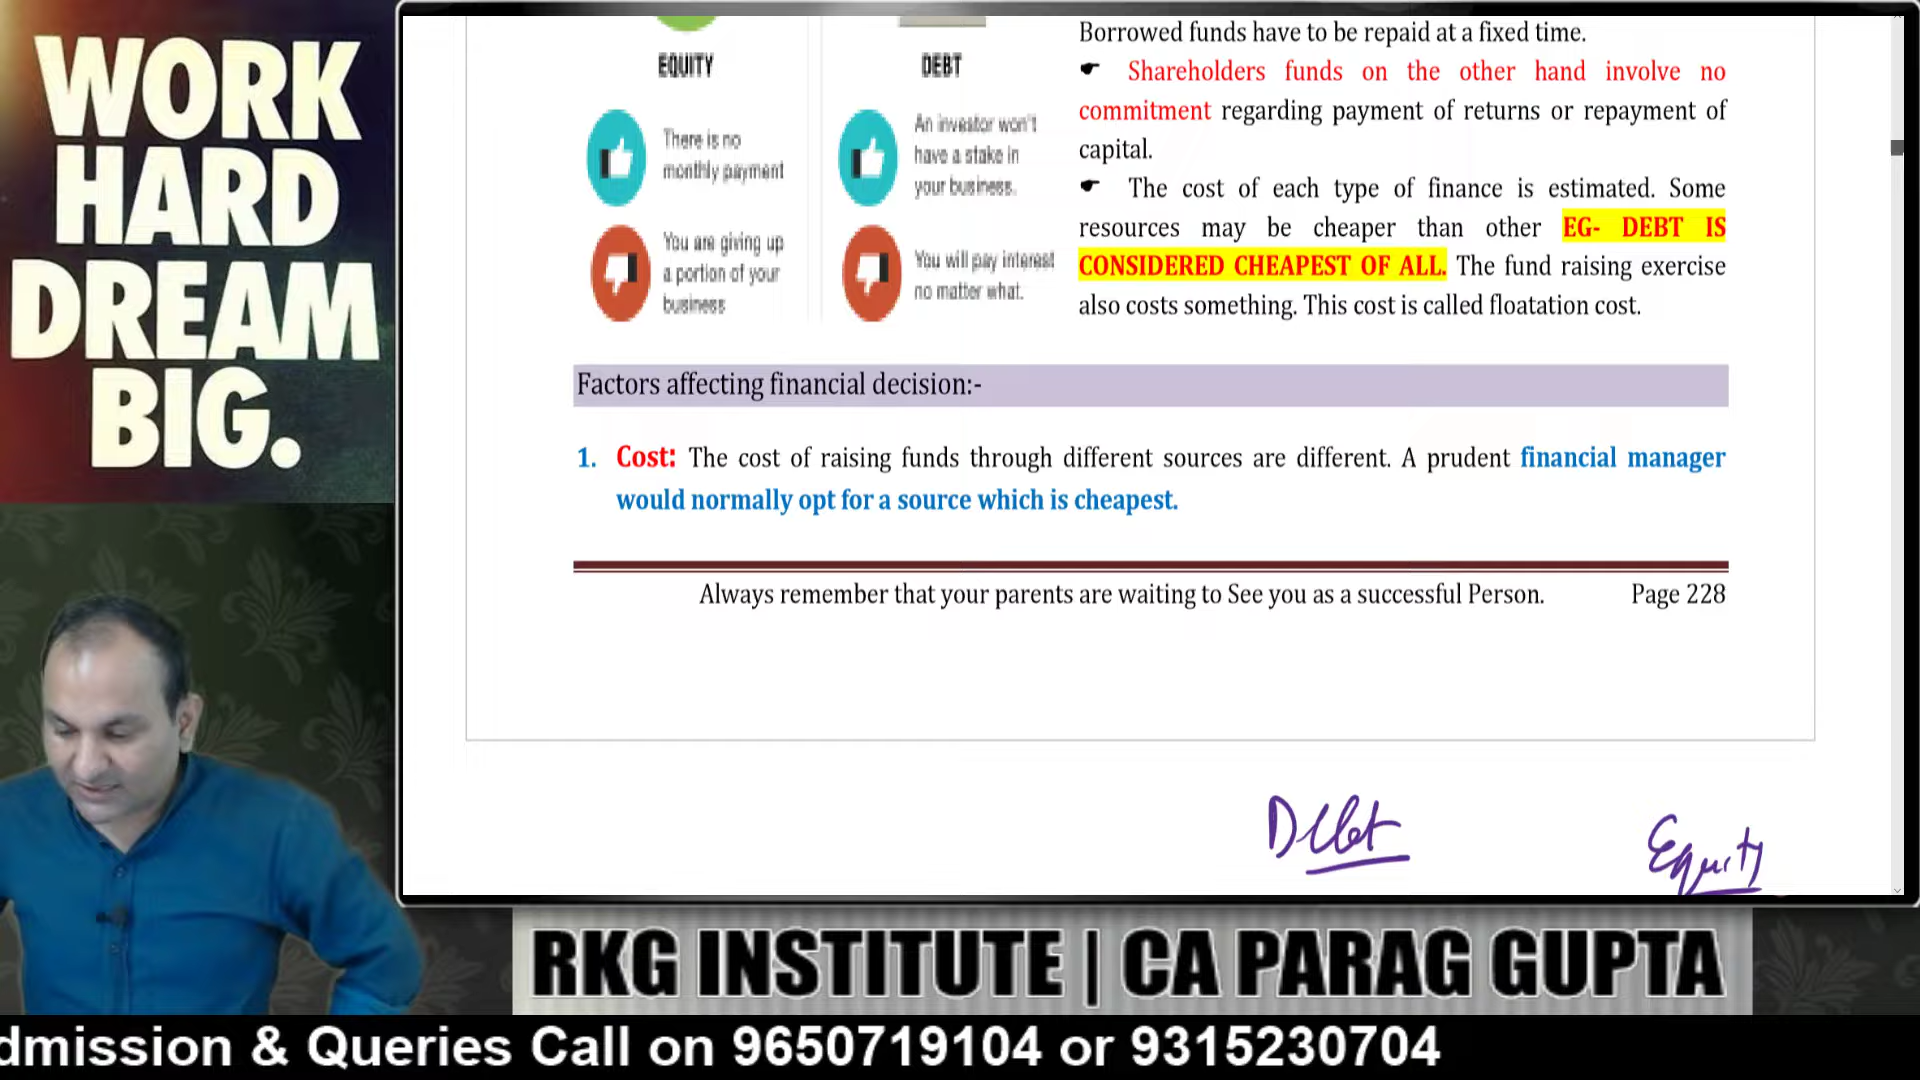 WORK
HARD
DREAM
BIG.
EQUITY
There is no
monthly payment
You are giving up
a portion of your
business
DEBT
An investor won't
have a stake in
your business.
You will pay interest
no matter what.
Borrowed funds have to be repaid at a fixed time.
☛ Shareholders funds on the other hand involve no
commitment regarding payment of returns or repayment of
capital.
☛ The cost of each type of finance is estimated. Some
resources may be cheaper than other EG- DEBT IS
CONSIDERED CHEAPEST OF ALL. The fund raising exercise
also costs something. This cost is called floatation cost.
Factors affecting financial decision:-
1. Cost: The cost of raising funds through different sources are different. A prudent financial manager
would normally opt for a source which is cheapest.
Always remember that your parents are waiting to See you as a successful Person. Page 228
Debt
Equity
RKG INSTITUTE | CA PARAG GUPTA
dmission & Queries Call on 9650719104 or 9315230704